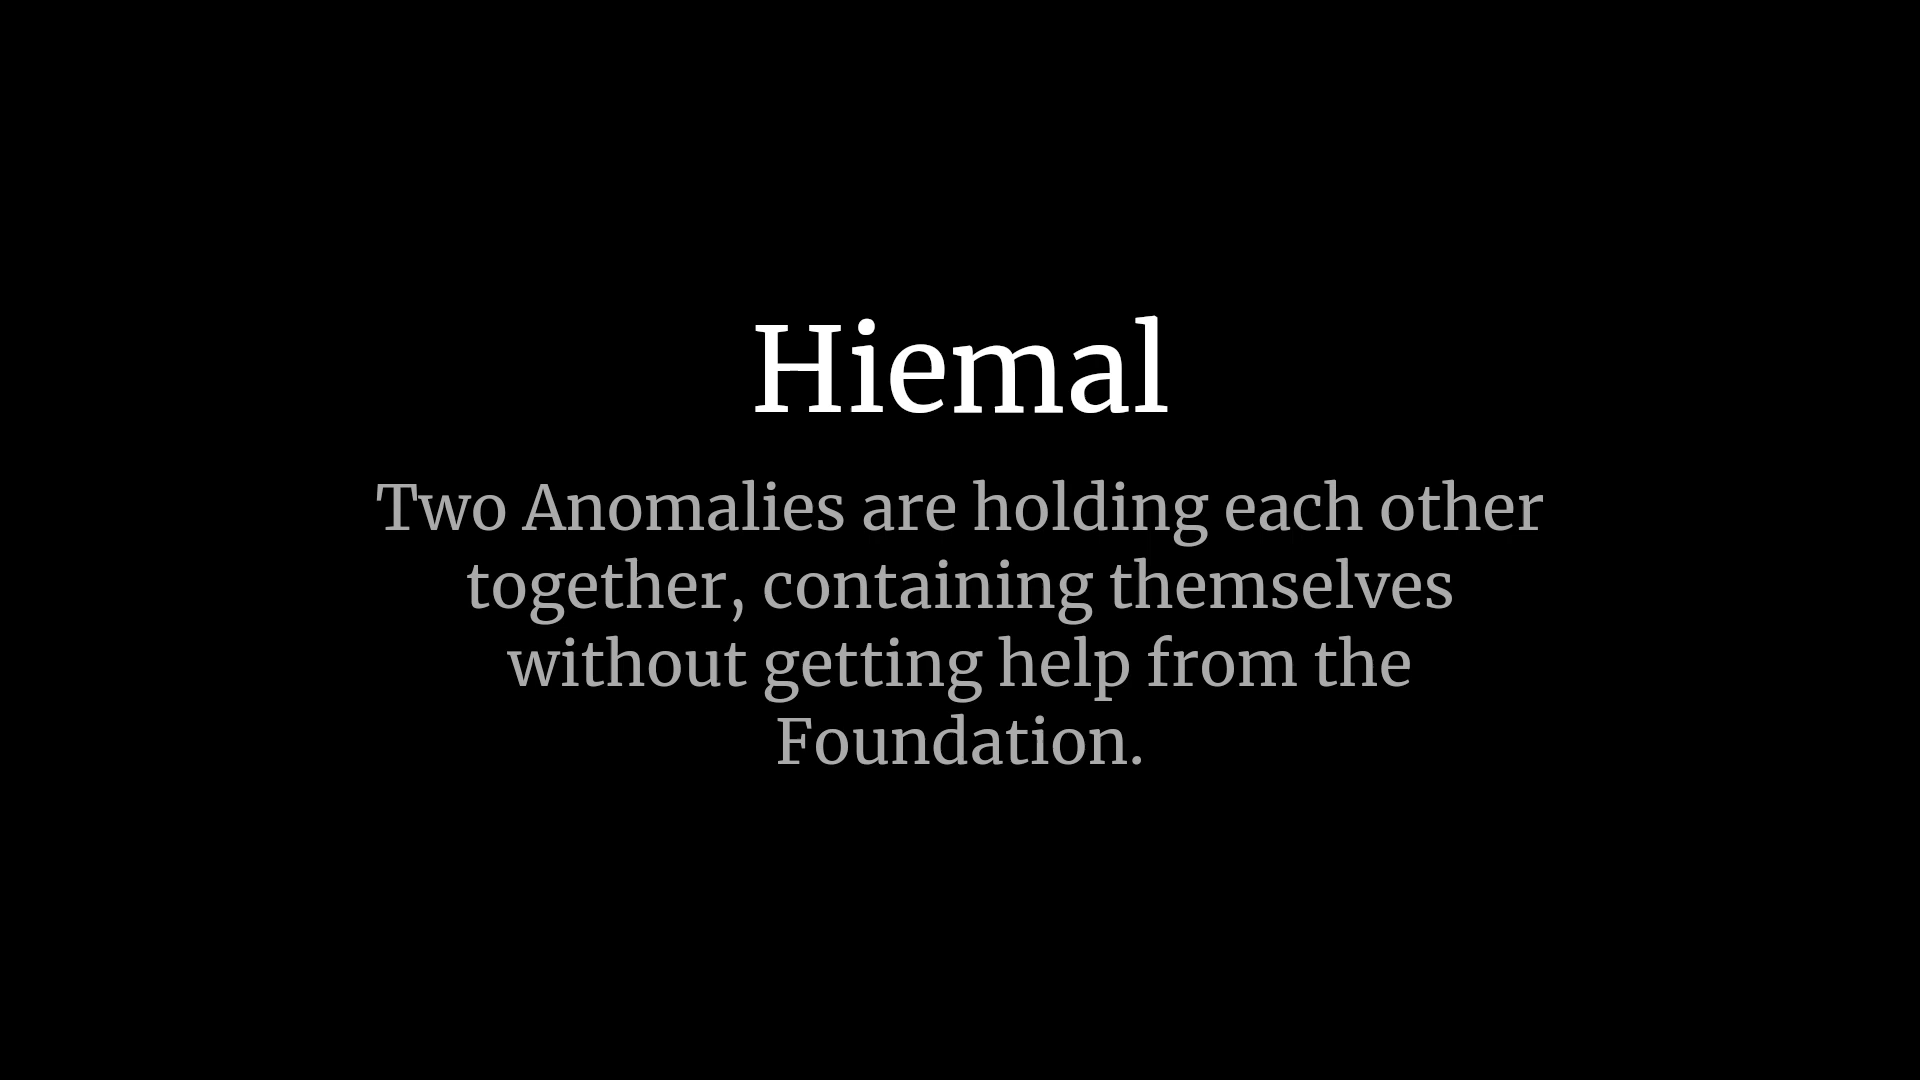 Hiemal
Two Anomalies are holding each other
together, containing themselves
without getting help from the
Foundation.